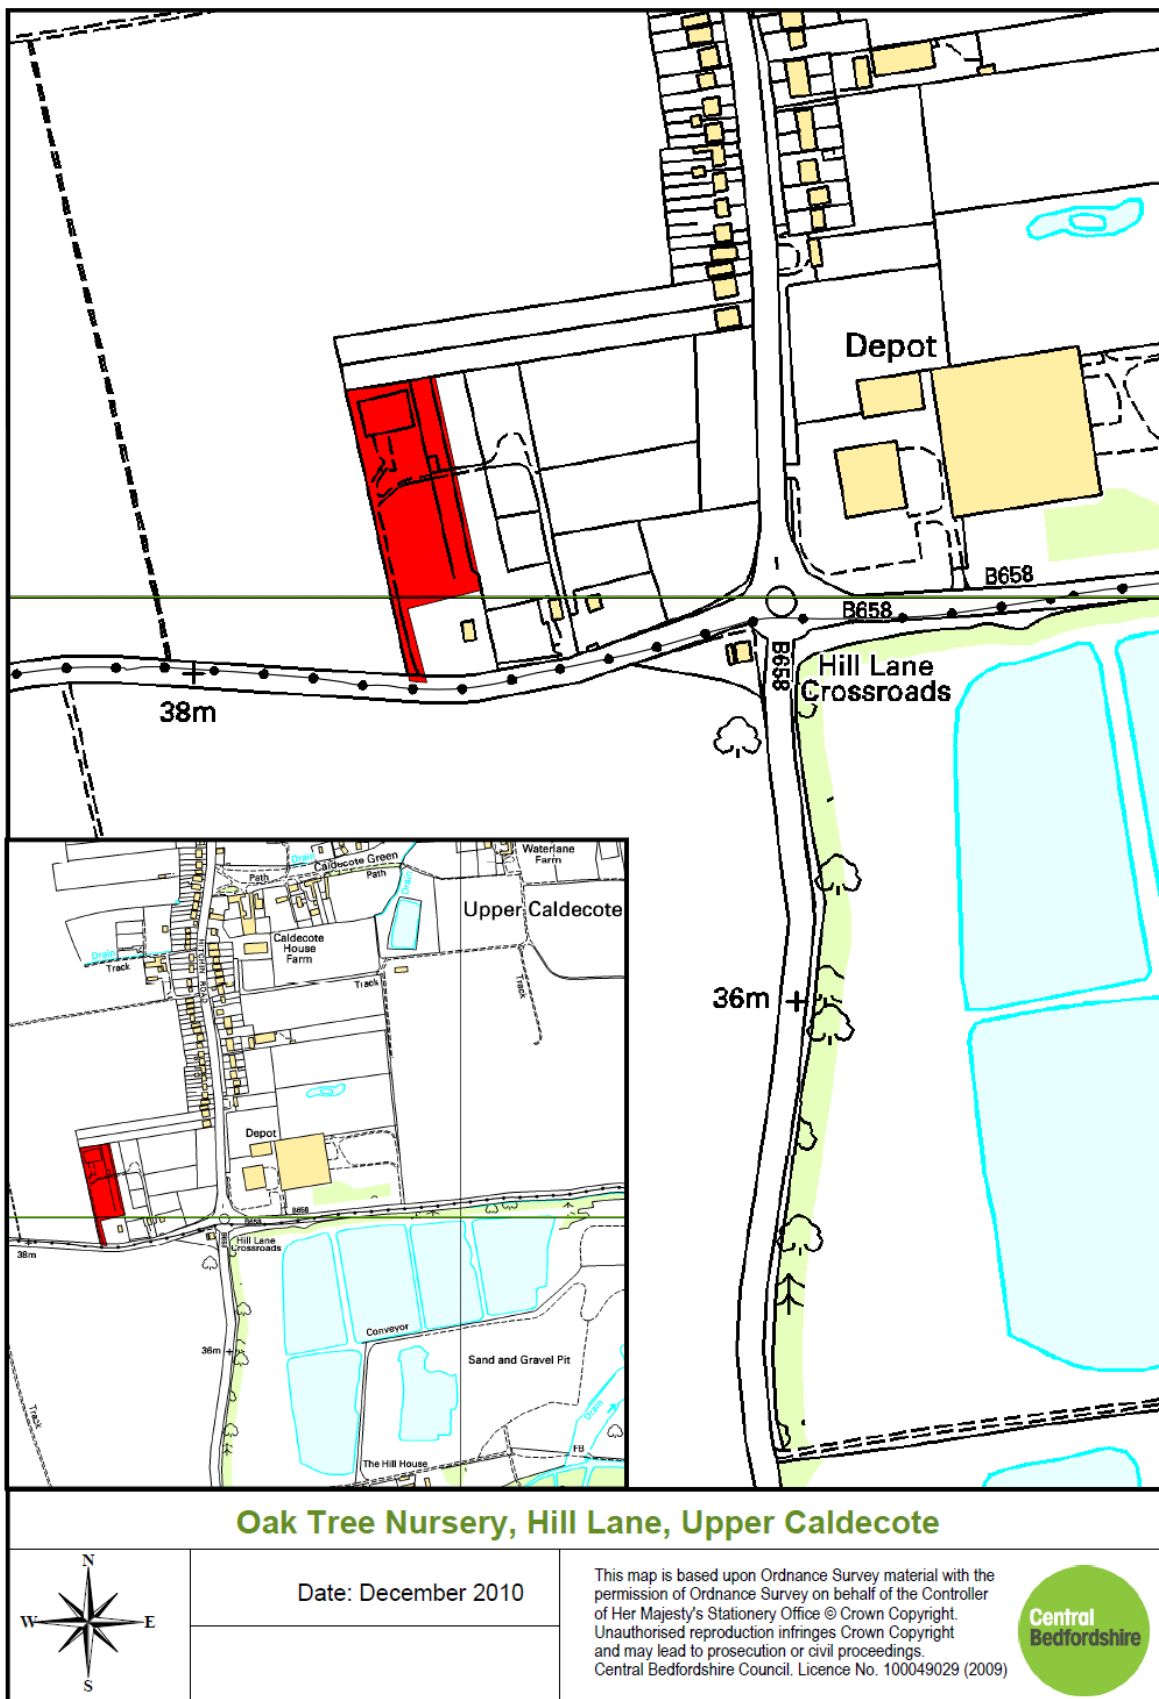 Depot
B658
B658
B658
Hill Lane
Crossroads
38m
36m
Drain
Caldecote Green
Path
Path
Drain
Waterlane
Farm
Upper Caldecote
HITCHIN ROAD
Caldecote
House
Farm
Drain
Track
Track
Track
Depot
B658
B658
B658
Hill Lane
Crossroads
38m
36m
Conveyor
Sand and Gravel Pit
Track
Drain
FB
The Hill House
Oak Tree Nursery, Hill Lane, Upper Caldecote
N
W
E
S
Date: December 2010
This map is based upon Ordnance Survey material with the
permission of Ordnance Survey on behalf of the Controller
of Her Majesty's Stationery Office © Crown Copyright.
Unauthorised reproduction infringes Crown Copyright
and may lead to prosecution or civil proceedings.
Central Bedfordshire Council. Licence No. 100049029 (2009)
Central
Bedfordshire